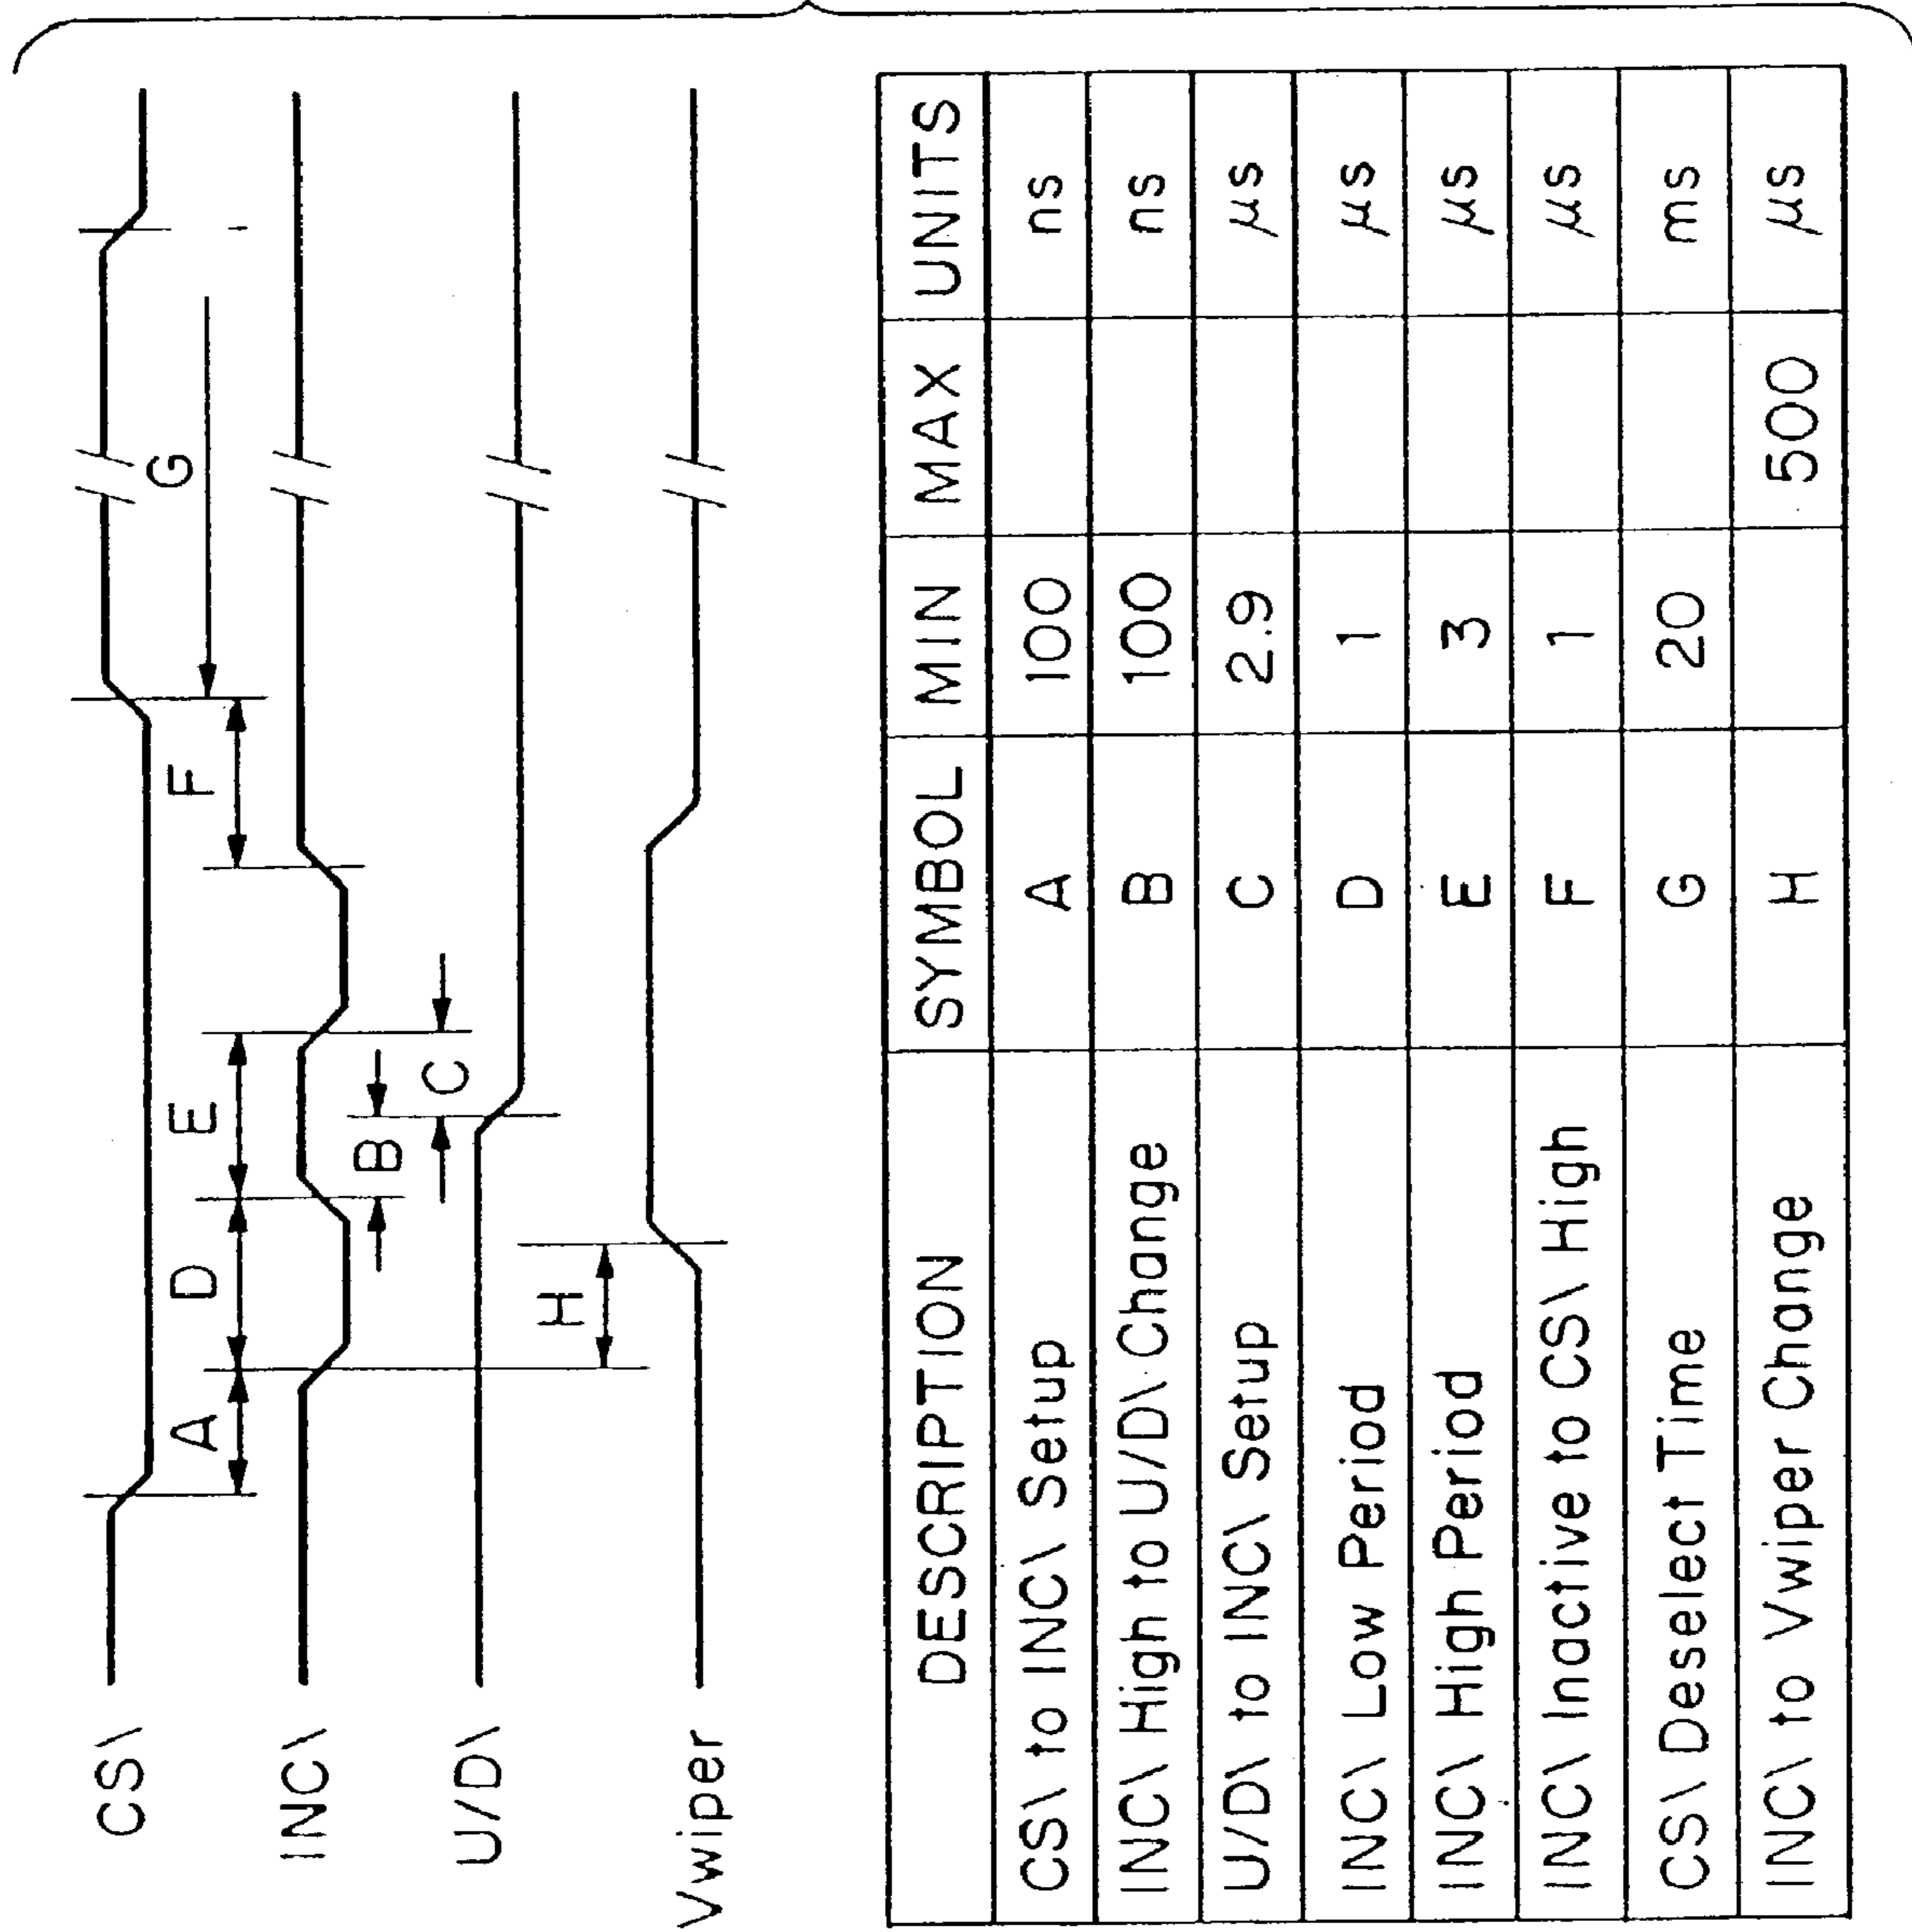 CS\
A D E F G
INC\
B C
U/D\
H
Vwiper
DESCRIPTION SYMBOL MIN MAX UNITS
CS\ to INC\ Setup A 100 ns
INC\ High to U/D\ Change B 100 ns
U/D\ to INC\ Setup C 2.9 μs
INC\ Low Period D 1 μs
INC\ High Period E 3 μs
INC\ Inactive to CS\ High F 1 μs
CS\ Deselect Time G 20 ms
INC\ to Vwiper Change H 500 μs